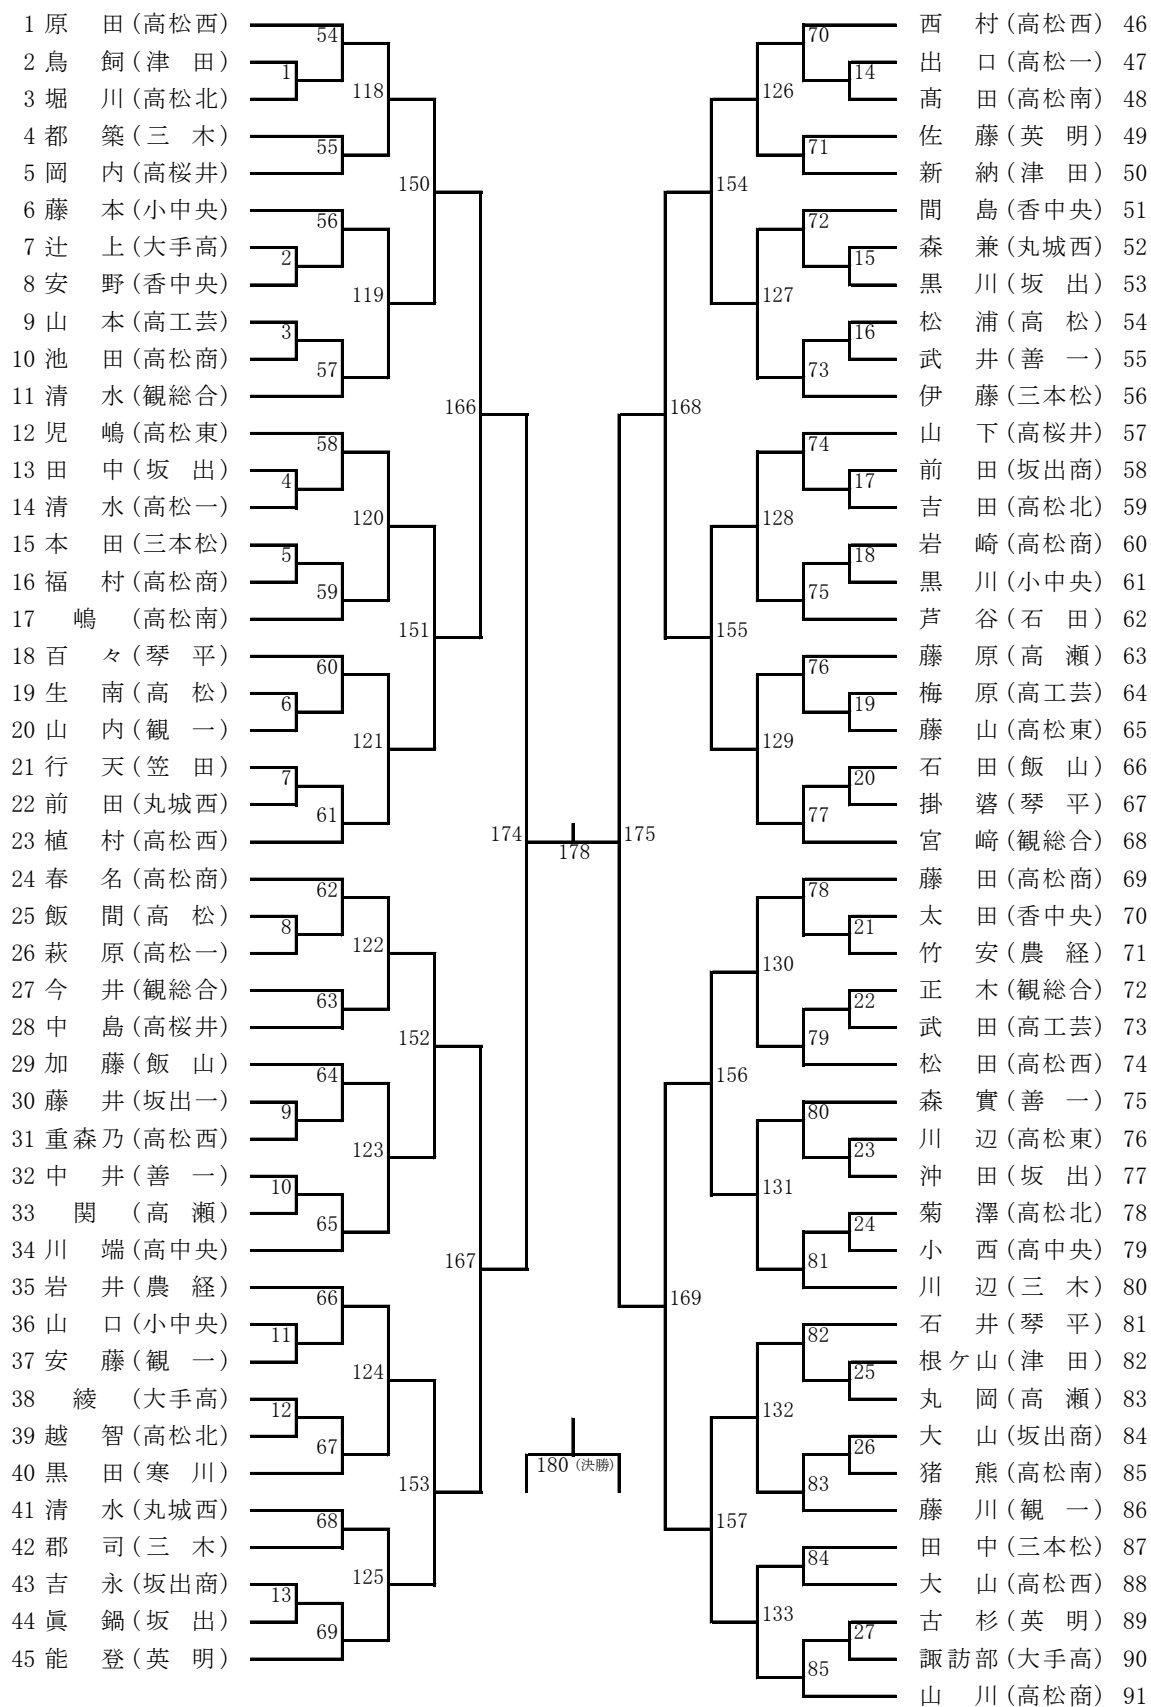 1 原 田 (高松西)
2 鳥 飼 (津 田)
3 堀 川 (高松北)
4 都 築 (三 木)
5 岡 内 (高桜井)
6 藤 本 (小中央)
7 辻 上 (大手高)
8 安 野 (香中央)
9 山 本 (高工芸)
10 池 田 (高松商)
11 清 水 (観総合)
12 児 嶋 (高松東)
13 田 中 (坂 出)
14 清 水 (高松一)
15 本 田 (三本松)
16 福 村 (高松商)
17 嶋 (高松南)
18 百 々 (琴 平)
19 生 南 (高 松)
20 山 内 (観 一)
21 行 天 (笠 田)
22 前 田 (丸城西)
23 植 村 (高松西)
24 春 名 (高松商)
25 飯 間 (高 松)
26 萩 原 (高松一)
27 今 井 (観総合)
28 中 島 (高桜井)
29 加 藤 (飯 山)
30 藤 井 (坂出一)
31 重森乃 (高松西)
32 中 井 (善 一)
33 関 (高 瀬)
34 川 端 (高中央)
35 岩 井 (農 経)
36 山 口 (小中央)
37 安 藤 (観 一)
38 綾 (大手高)
39 越 智 (高松北)
40 黒 田 (寒 川)
41 清 水 (丸城西)
42 郡 司 (三 木)
43 吉 永 (坂出商)
44 眞 鍋 (坂 出)
45 能 登 (英 明)
54
1
55
56
2
3
57
58
4
5
59
60
6
7
61
62
8
63
64
9
10
65
66
11
12
67
68
13
69
118
119
120
121
122
123
124
125
150
151
152
153
166
167
174
178
175
180 (決勝)
168
169
154
155
156
157
126
127
128
129
130
131
132
133
70
14
71
72
15
16
73
74
17
18
75
76
19
20
77
78
21
22
79
80
23
24
81
82
25
26
83
84
27
85
西 村 (高松西) 46
出 口 (高松一) 47
髙 田 (高松南) 48
佐 藤 (英 明) 49
新 納 (津 田) 50
間 島 (香中央) 51
森 兼 (丸城西) 52
黒 川 (坂 出) 53
松 浦 (高 松) 54
武 井 (善 一) 55
伊 藤 (三本松) 56
山 下 (高桜井) 57
前 田 (坂出商) 58
吉 田 (高松北) 59
岩 崎 (高松商) 60
黒 川 (小中央) 61
芦 谷 (石 田) 62
藤 原 (高 瀬) 63
梅 原 (高工芸) 64
藤 山 (高松東) 65
石 田 (飯 山) 66
掛 (琴 平) 67
宮 﨑 (観総合) 68
藤 田 (高松商) 69
太 田 (香中央) 70
竹 安 (農 経) 71
正 木 (観総合) 72
武 田 (高工芸) 73
松 田 (高松西) 74
森 實 (善 一) 75
川 辺 (高松東) 76
沖 田 (坂 出) 77
菊 澤 (高松北) 78
小 西 (高中央) 79
川 辺 (三 木) 80
石 井 (琴 平) 81
根ケ山 (津 田) 82
丸 岡 (高 瀬) 83
大 山 (坂出商) 84
猪 熊 (高松南) 85
藤 川 (観 一) 86
田 中 (三本松) 87
大 山 (高松西) 88
古 杉 (英 明) 89
諏訪部 (大手高) 90
山 川 (高松商) 91